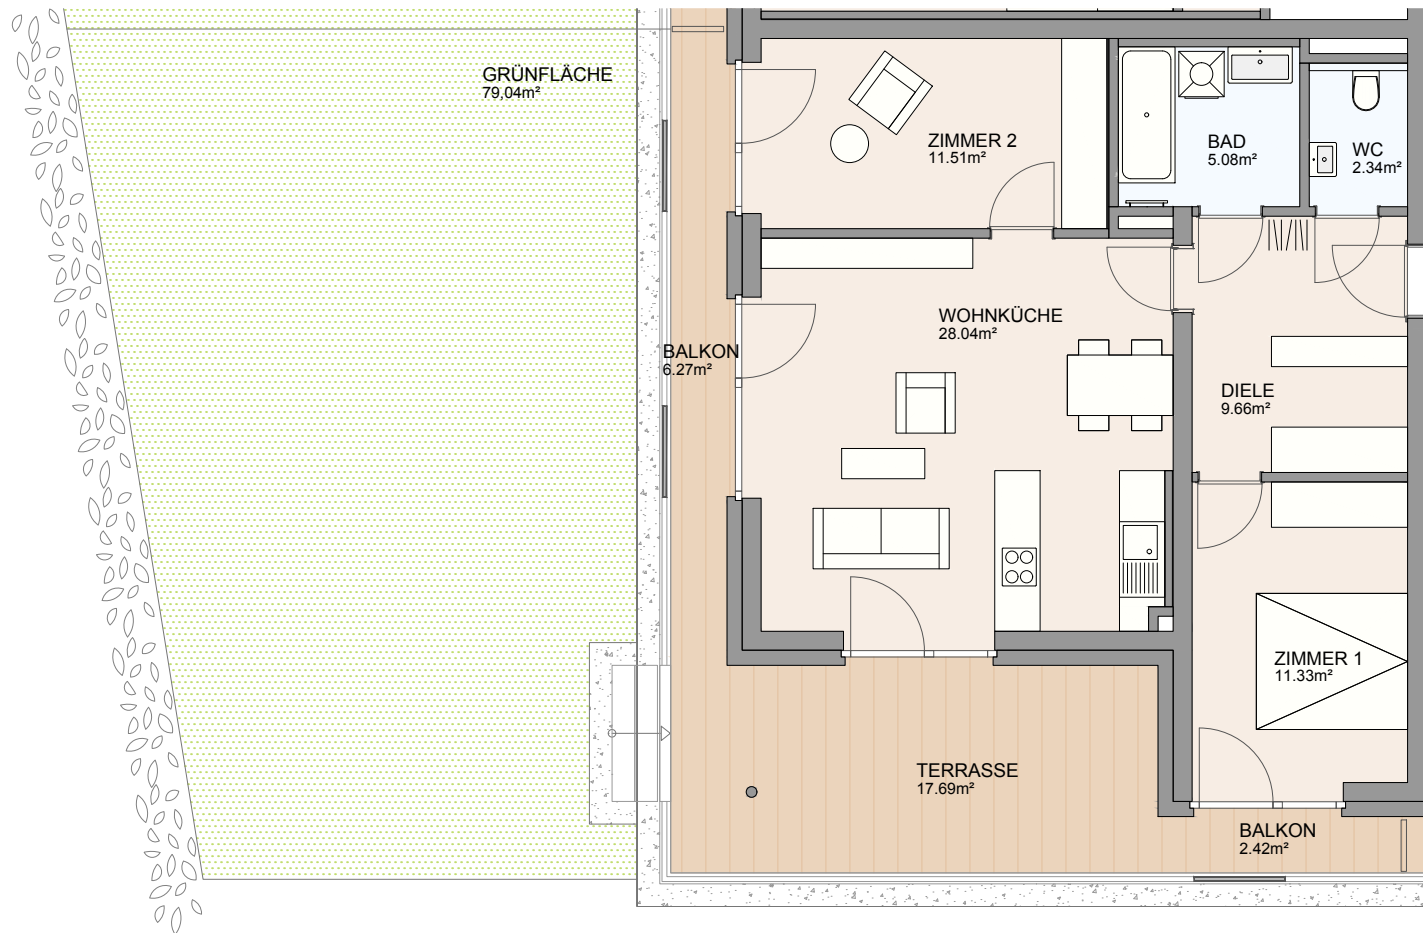 GRÜNFLÄCHE
79,04m²
ZIMMER 2
11.51m²
BAD
5.08m²
WC
2.34m²
WOHNKÜCHE
28.04m²
BALKON
6.27m²
DIELE
9.66m²
ZIMMER 1
11.33m²
TERRASSE
17.69m²
BALKON
2.42m²